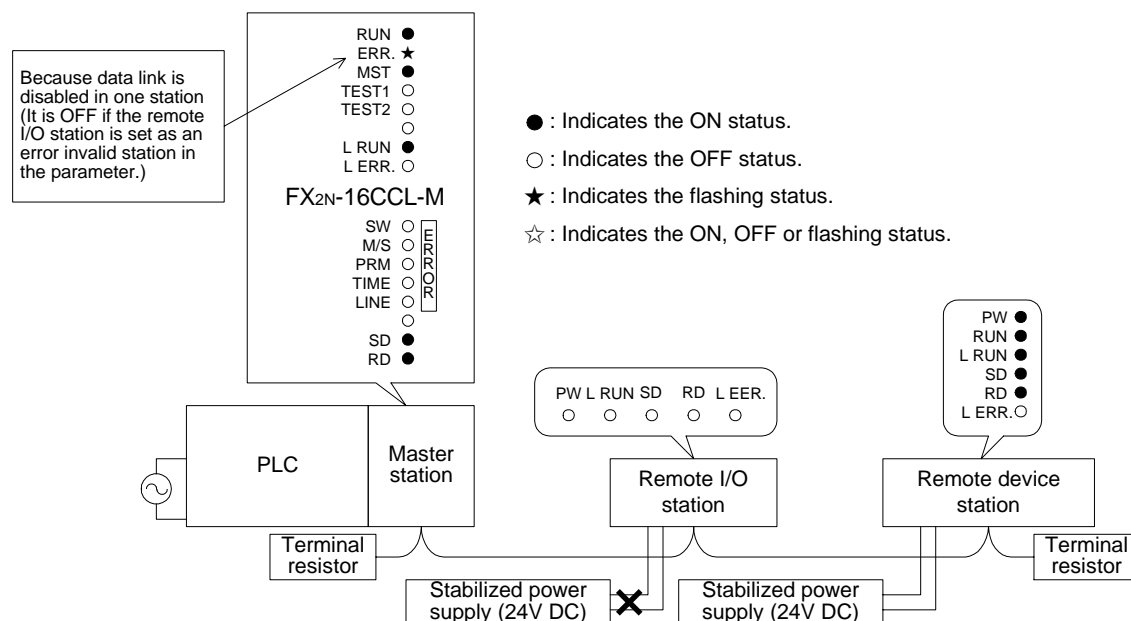 RUN
ERR.
MST
TEST1
TEST2
L RUN
L ERR.
FX2N-16CCL-M
SW
M/S
PRM
TIME
LINE
ERROR
SD
RD
Because data link is
disabled in one station
(It is OFF if the remote
I/O station is set as an
error invalid station in
the parameter.)
● : Indicates the ON status.
○ : Indicates the OFF status.
★ : Indicates the flashing status.
☆ : Indicates the ON, OFF or flashing status.
PW L RUN SD RD L EER.
PW
RUN
L RUN
SD
RD
L ERR.
PLC
Master
station
Remote I/O
station
Remote device
station
Terminal
resistor
Stabilized power
supply (24V DC)
Stabilized power
supply (24V DC)
Terminal
resistor